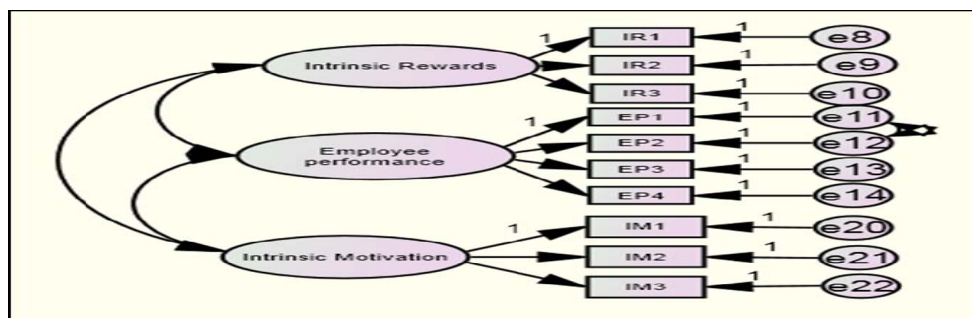 1 IR1 1 e8
Intrinsic Rewards IR2 1 e9
IR3 1 e10
1 EP1 1 e11
Employee
performance
EP2 1 e12
EP3 1 e13
EP4 1 e14
1 IM1 1 e20
Intrinsic Motivation IM2 1 e21
IM3 1 e22